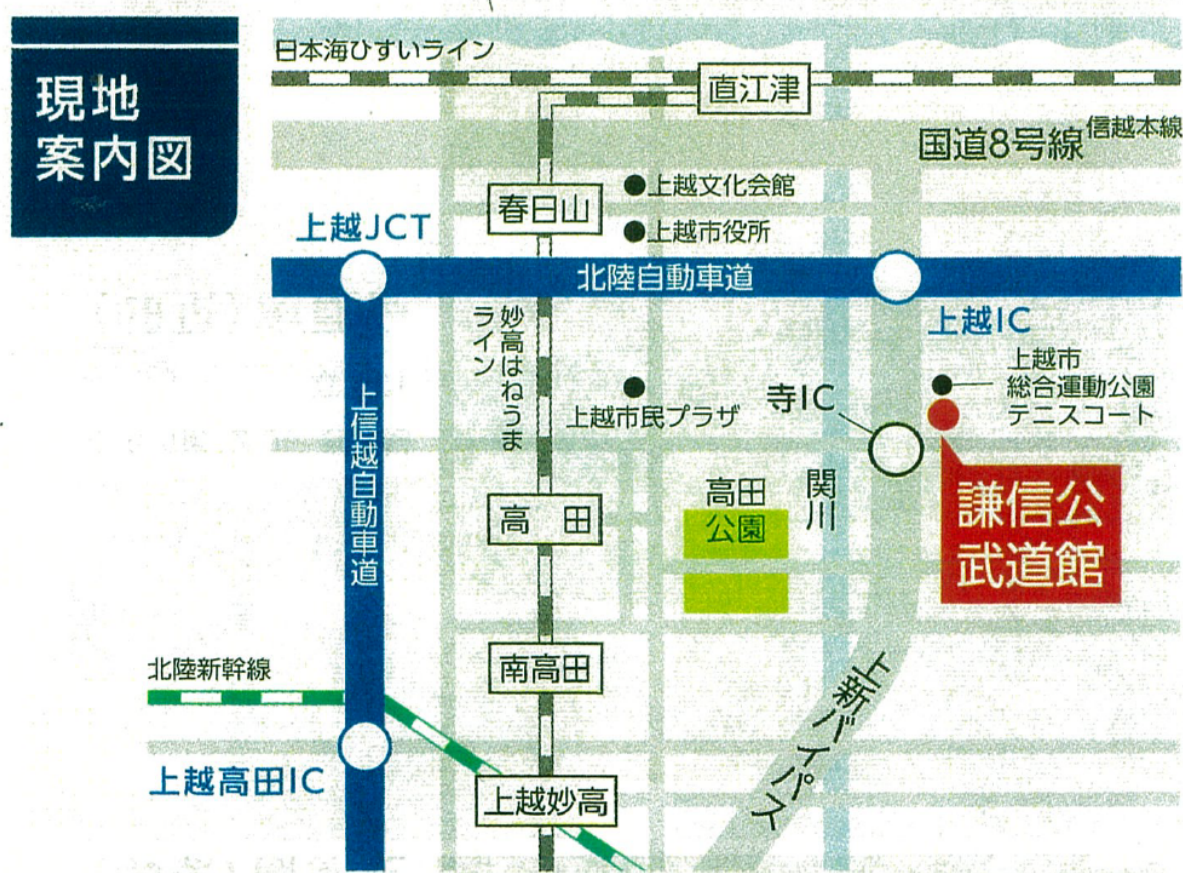 現地
案内図
日本海ひすいライン
直江津
国道8号線
信越本線
上越文化会館
春日山
上越市役所
上越JCT
北陸自動車道
上越IC
妙高はねうま
ライン
上越市
総合運動公園
テニスコート
上越市民プラザ
寺IC
上信越自動車道
高田
公園
関川
謙信公
武道館
高 田
北陸新幹線
南高田
上新バイパス
上越高田IC
上越妙高